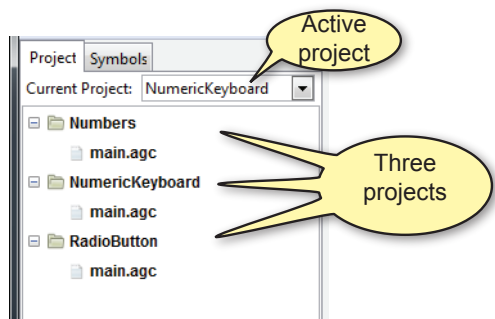 Active
project
Project Symbols
Current Project: NumericKeyboard
Numbers
main.agc
Three
projects
NumericKeyboard
main.agc
RadioButton
main.agc